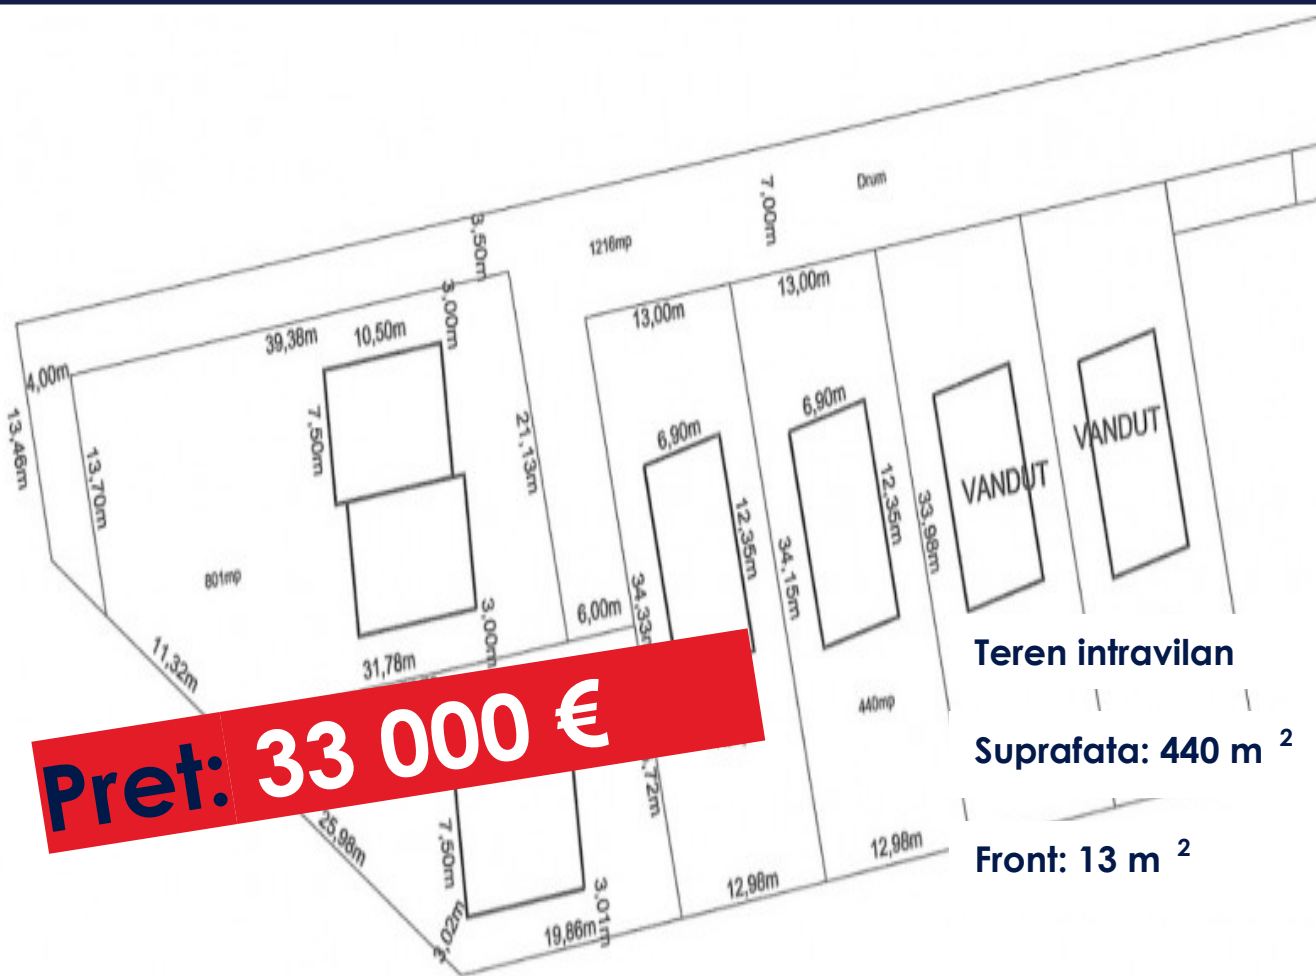 Drum
7,00m
3,50m
1216mp
13,00m
13,00m
3,00m
39,38m
10,50m
4,00m
13,46m
13,70m
7,50m
21,13m
6,90m
6,90m
12,35m
12,35m
33,98m
34,15m
VANDUT
VANDUT
801mp
6,00m
3,00m
11,32m
31,78m
440mp
Teren intravilan
Suprafata: 440 m 2
Front: 13 m 2
Pret: 33 000 €
25,98m
7,50m
12,98m
12,98m
3,01m
3,02m
19,86m